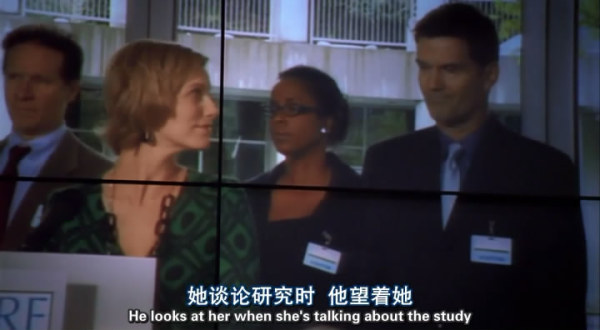 RF
她谈论研究时 他望着她
He looks at her when she's talking about the study